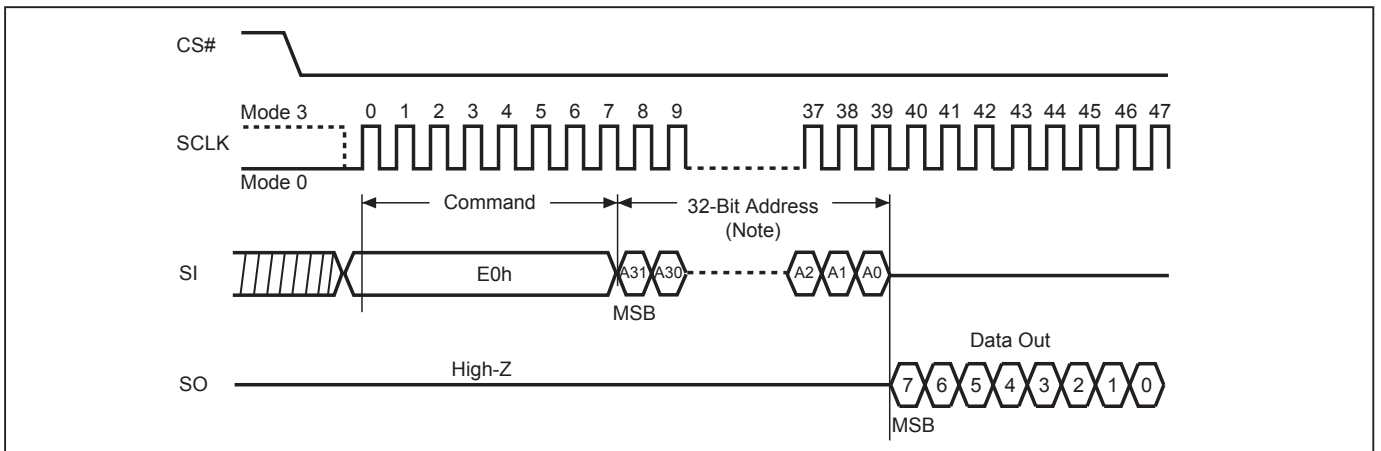 CS#
Mode 3 0 1 2 3 4 5 6 7 8 9 37 38 39 40 41 42 43 44 45 46 47
SCLK
Mode 0
Command 32-Bit Address
(Note)
SI E0h A31 A30 A2 A1 A0
MSB
Data Out
High-Z
SO 7 6 5 4 3 2 1 0
MSB